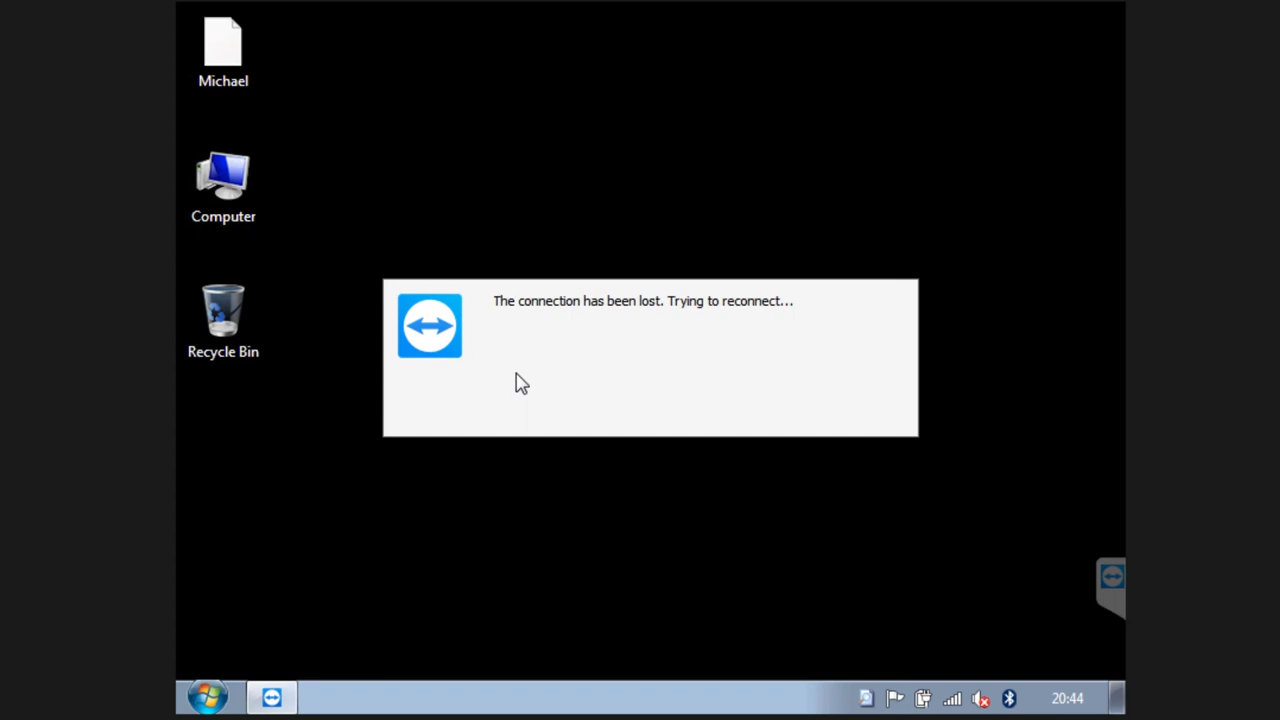 Michael
Computer
The connection has been lost. Trying to reconnect...
Recycle Bin
20:44